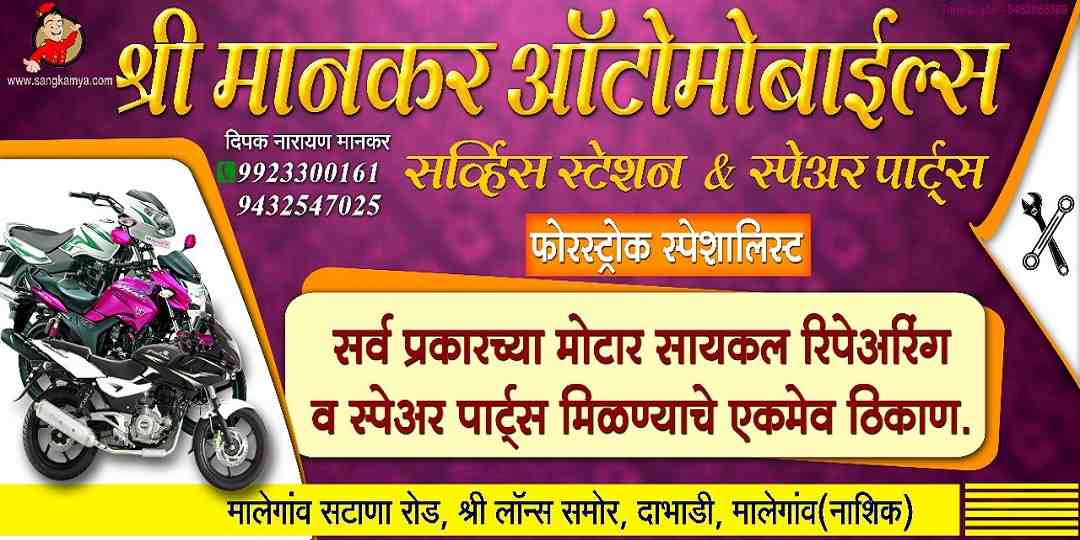 श्री मानकर ऑटोमोबाईल्स
www.sangkamya.com
दिपक नारायण मानकर
9923300161
9432547025
सर्व्हिस स्टेशन & स्पेअर पार्ट्स
फोरस्ट्रोक स्पेशालिस्ट
सर्व प्रकारच्या मोटार सायकल रिपेअरिंग
व स्पेअर पार्ट्स मिळण्याचे एकमेव ठिकाण.
मालेगांव सटाणा रोड, श्री लॉन्स समोर, दाभाडी, मालेगांव(नाशिक)